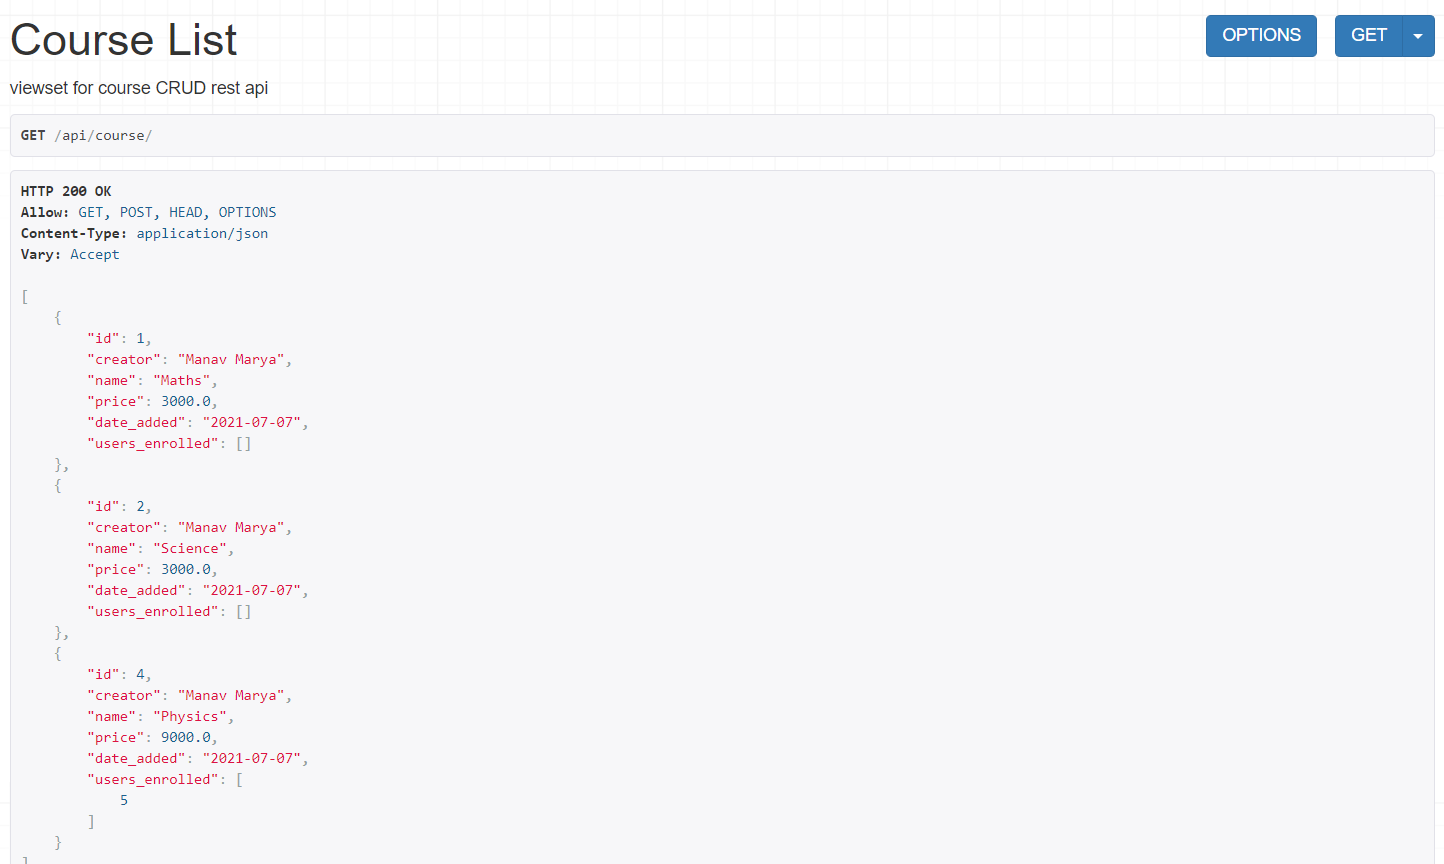 Course List
OPTIONS
GET
viewset for course CRUD rest api
GET /api/course/
HTTP 200 OK
Allow: GET, POST, HEAD, OPTIONS
Content-Type: application/json
Vary: Accept
[
    {
        "id": 1,
        "creator": "Manav Marya",
        "name": "Maths",
        "price": 3000.0,
        "date_added": "2021-07-07",
        "users_enrolled": []
    },
    {
        "id": 2,
        "creator": "Manav Marya",
        "name": "Science",
        "price": 3000.0,
        "date_added": "2021-07-07",
        "users_enrolled": []
    },
    {
        "id": 4,
        "creator": "Manav Marya",
        "name": "Physics",
        "price": 9000.0,
        "date_added": "2021-07-07",
        "users_enrolled": [
            5
        ]
    }
]